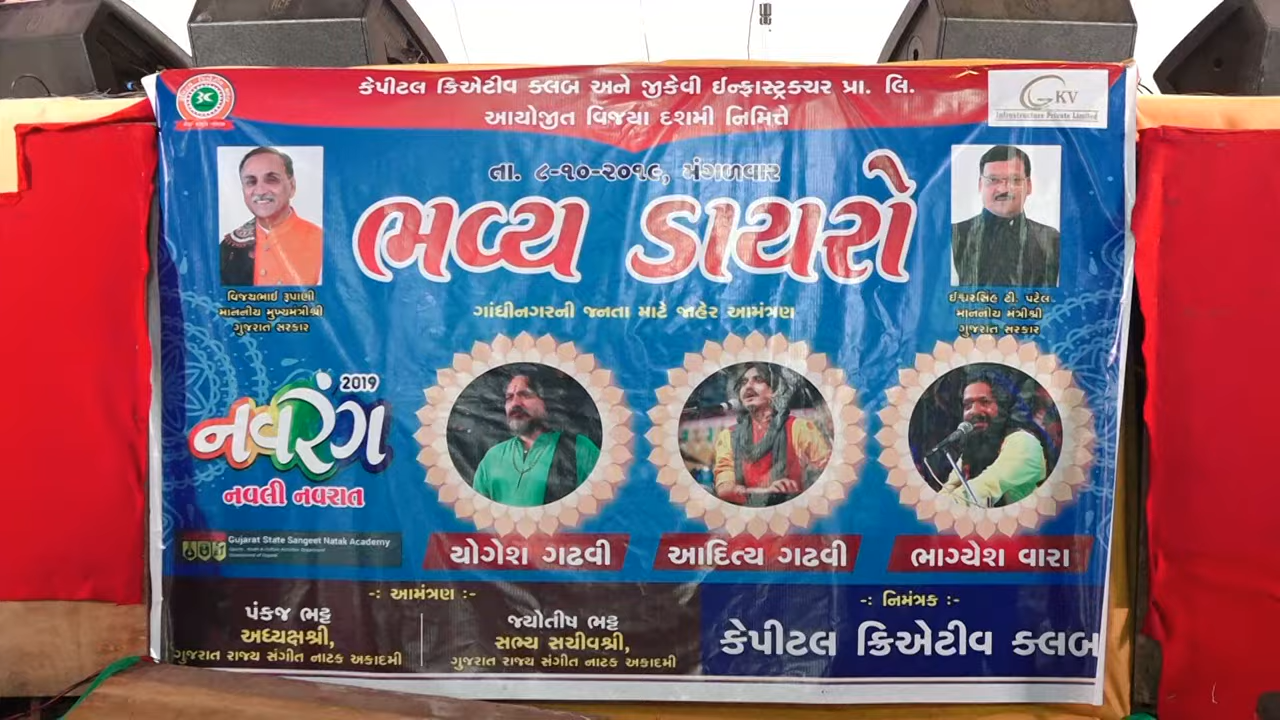 કેપીટલ ક્રિએટીવ ક્લબ અને જીકેવી ઈન્ફ્રાસ્ટ્રક્ચર પ્રા. લિ.
આયોજીત વિજયા દશમી નિમિત્તે
GKV
Infrastructure Private Limited
તા. ૮-૧૦-૨૦૧૯, મંગળવાર
ભવ્ય ડાયરો
વિજયભાઈ રૂપાણી
માનનીય મુખ્યમંત્રીશ્રી
ગુજરાત સરકાર
ઈશ્વરસિંહ ટી. પટેલ
માનનીય મંત્રીશ્રી
ગુજરાત સરકાર
ગાંધીનગરની જનતા માટે જાહેર આમંત્રણ
2019
નવરંગ
નવલી નવરાત
Gujarat State Sangeet Natak Academy
યોગેશ ગઢવી
આદિત્ય ગઢવી
ભાગ્યેશ વારા
-: આમંત્રણ :-
પંકજ ભટ્ટ
અધ્યક્ષશ્રી,
ગુજરાત રાજ્ય સંગીત નાટક અકાદમી
જ્યોતીષ ભટ્ટ
સભ્ય સચીવશ્રી,
ગુજરાત રાજ્ય સંગીત નાટક અકાદમી
-: નિમંત્રક :-
કેપીટલ ક્રિએટીવ ક્લબ